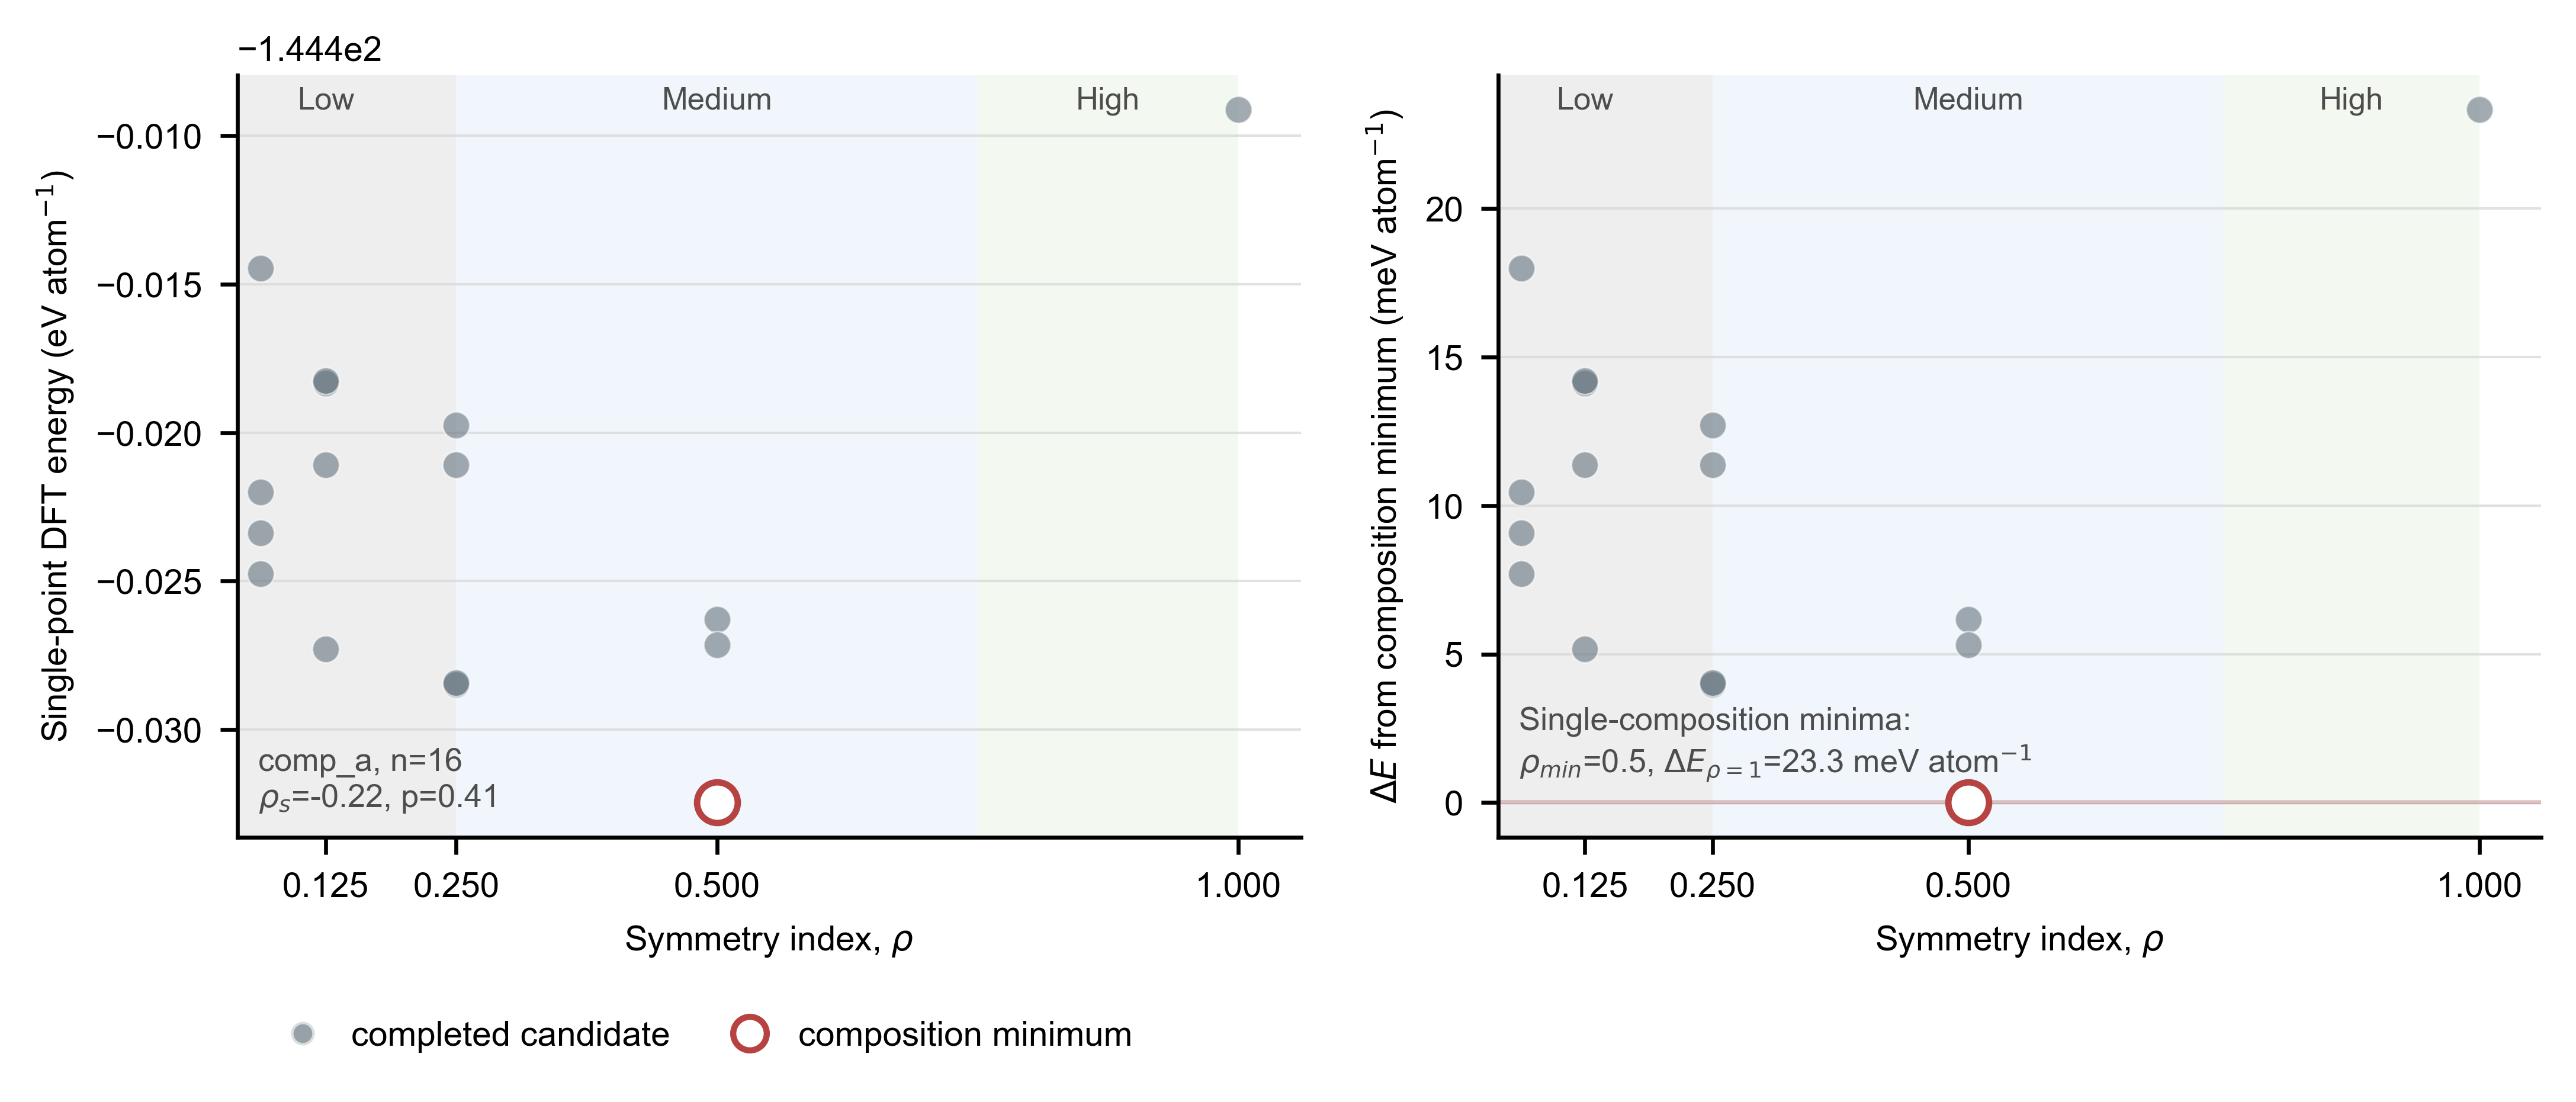 −1.444e2
Low Medium High
−0.010
−0.015
−0.020
−0.025
−0.030
Single-point DFT energy (eV atom⁻¹)
comp_a, n=16
ρₛ=-0.22, p=0.41
0.125 0.250 0.500 1.000
Symmetry index, ρ
Low Medium High
20
15
10
5
0
ΔE from composition minimum (meV atom⁻¹)
Single-composition minima:
ρ_min=0.5, ΔE_ρ=1=23.3 meV atom⁻¹
0.125 0.250 0.500 1.000
Symmetry index, ρ
completed candidate composition minimum